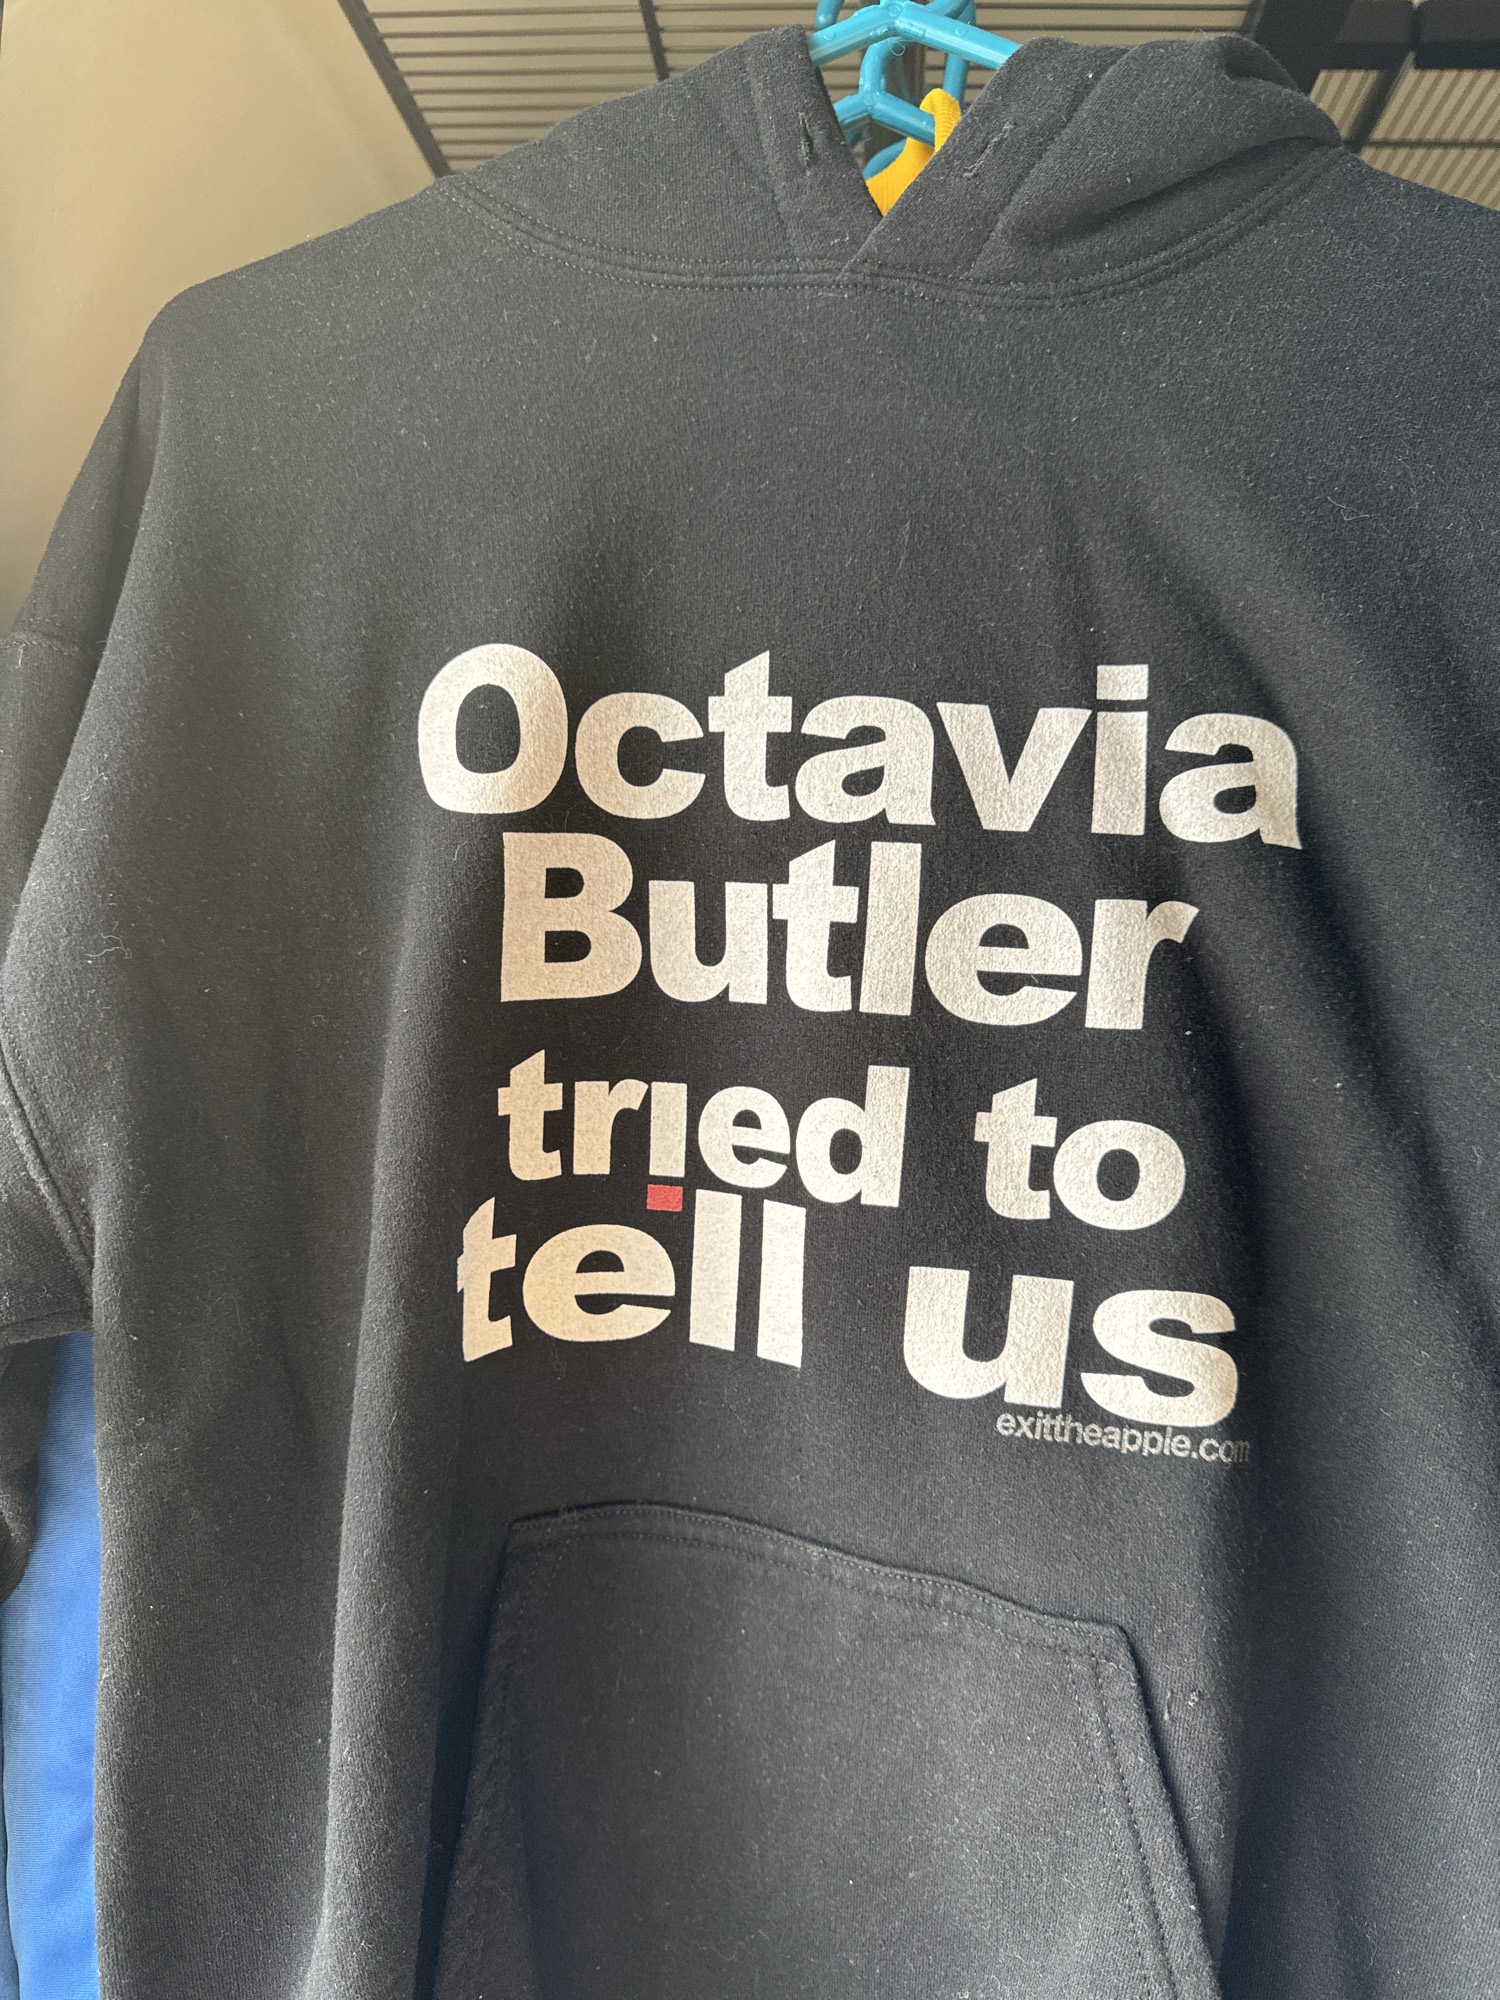 Octavia
Butler
tried to
tell us
exittheapple.com